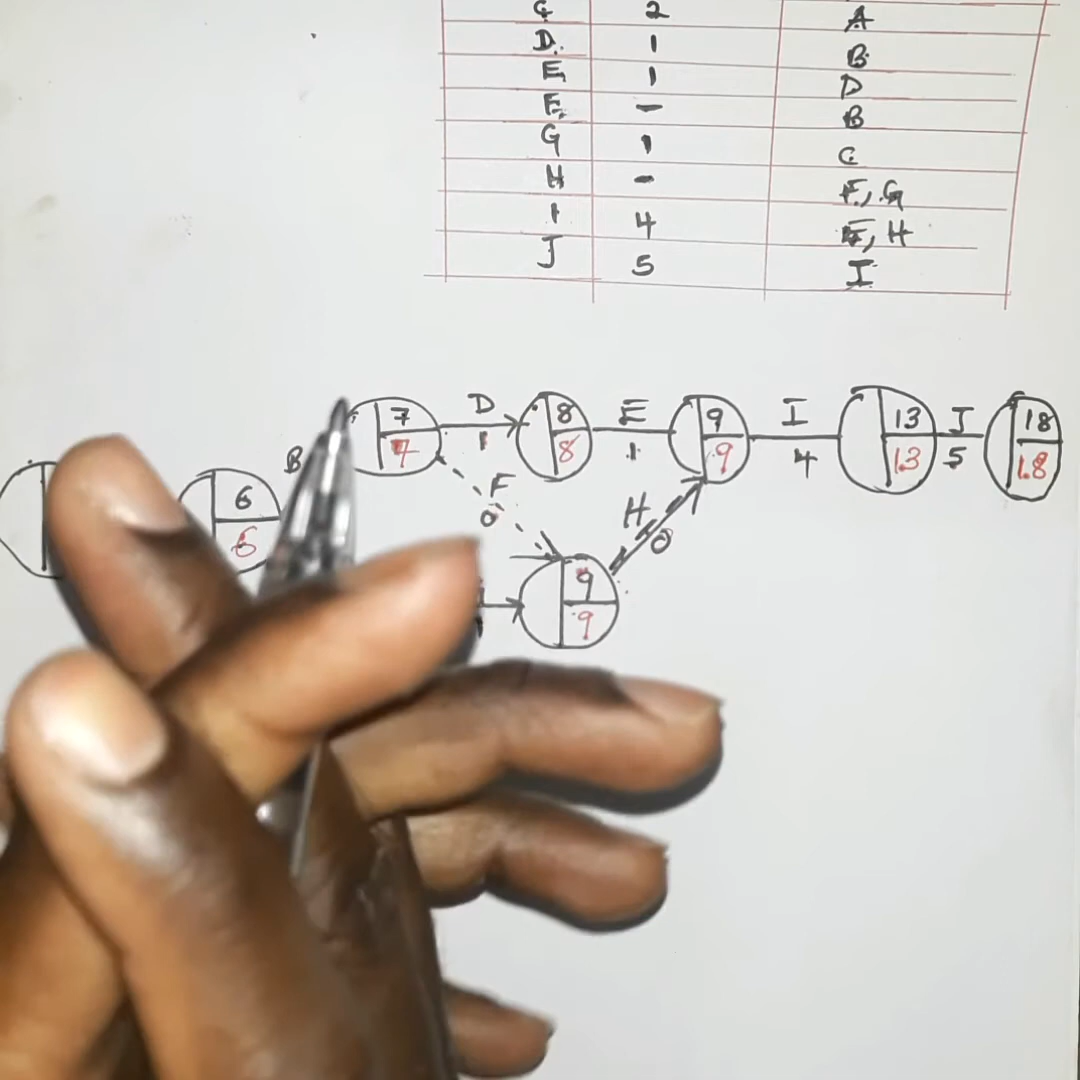 C 2 A
D 1 B
E 1 D
F - B
G 1 C
H - F, G
I 4 E, H
J 5 I
7 D 8 E 9 I 13 J 18
7 1 8 1 9 4 13 5 18
B
6 F H
6 0 0
9
9